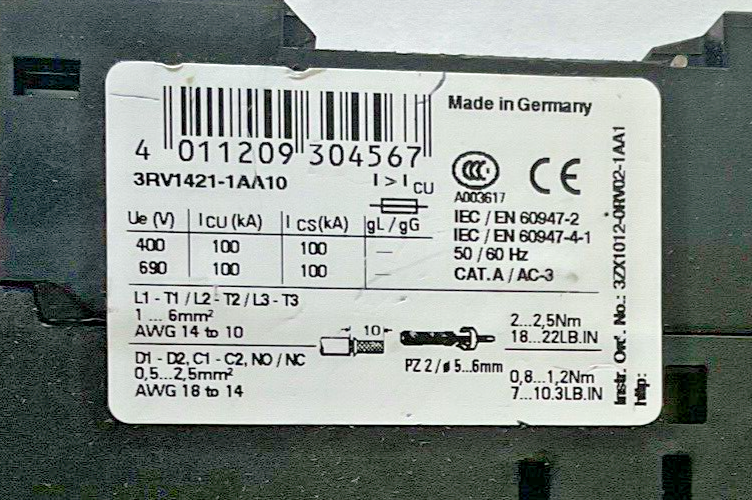 Made in Germany
4 011209 304567
3RV1421-1AA10
I > I CU
CCC
CE
A003617
Ue (V) I CU (kA) I CS (kA) gL / gG
400 100 100 —
690 100 100 —
IEC / EN 60947-2
IEC / EN 60947-4-1
50 / 60 Hz
CAT. A / AC-3
L1 - T1 / L2 - T2 / L3 - T3
1 ... 6mm²
AWG 14 to 10
10
PZ 2 / ø 5...6mm
2...2,5Nm
18...22LB.IN
D1 - D2, C1 - C2, NO / NC
0,5...2,5mm²
AWG 18 to 14
0,8...1,2Nm
7...10.3LB.IN
Instr. Ord. No.: 3ZX1012-0RV02-1AA1
http: